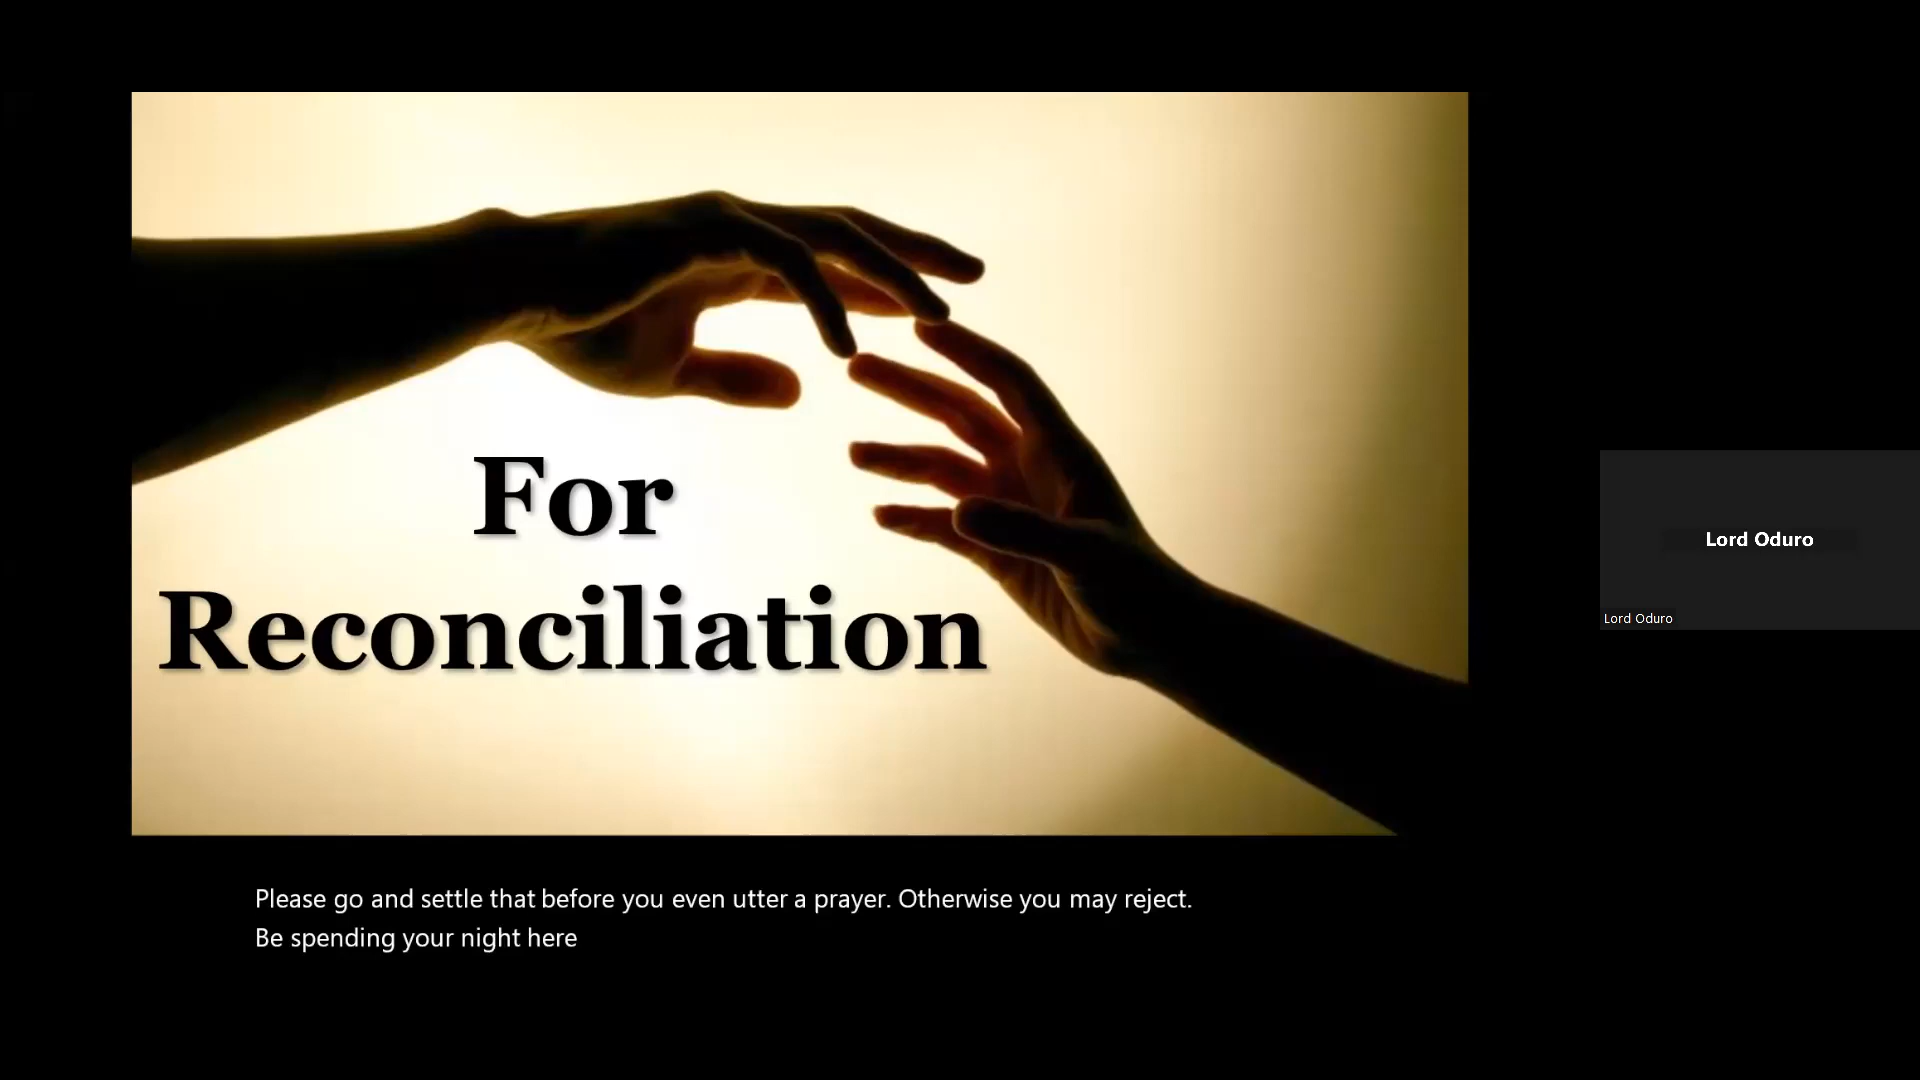 For
Reconciliation
Lord Oduro
Lord Oduro
Please go and settle that before you even utter a prayer. Otherwise you may reject.
Be spending your night here